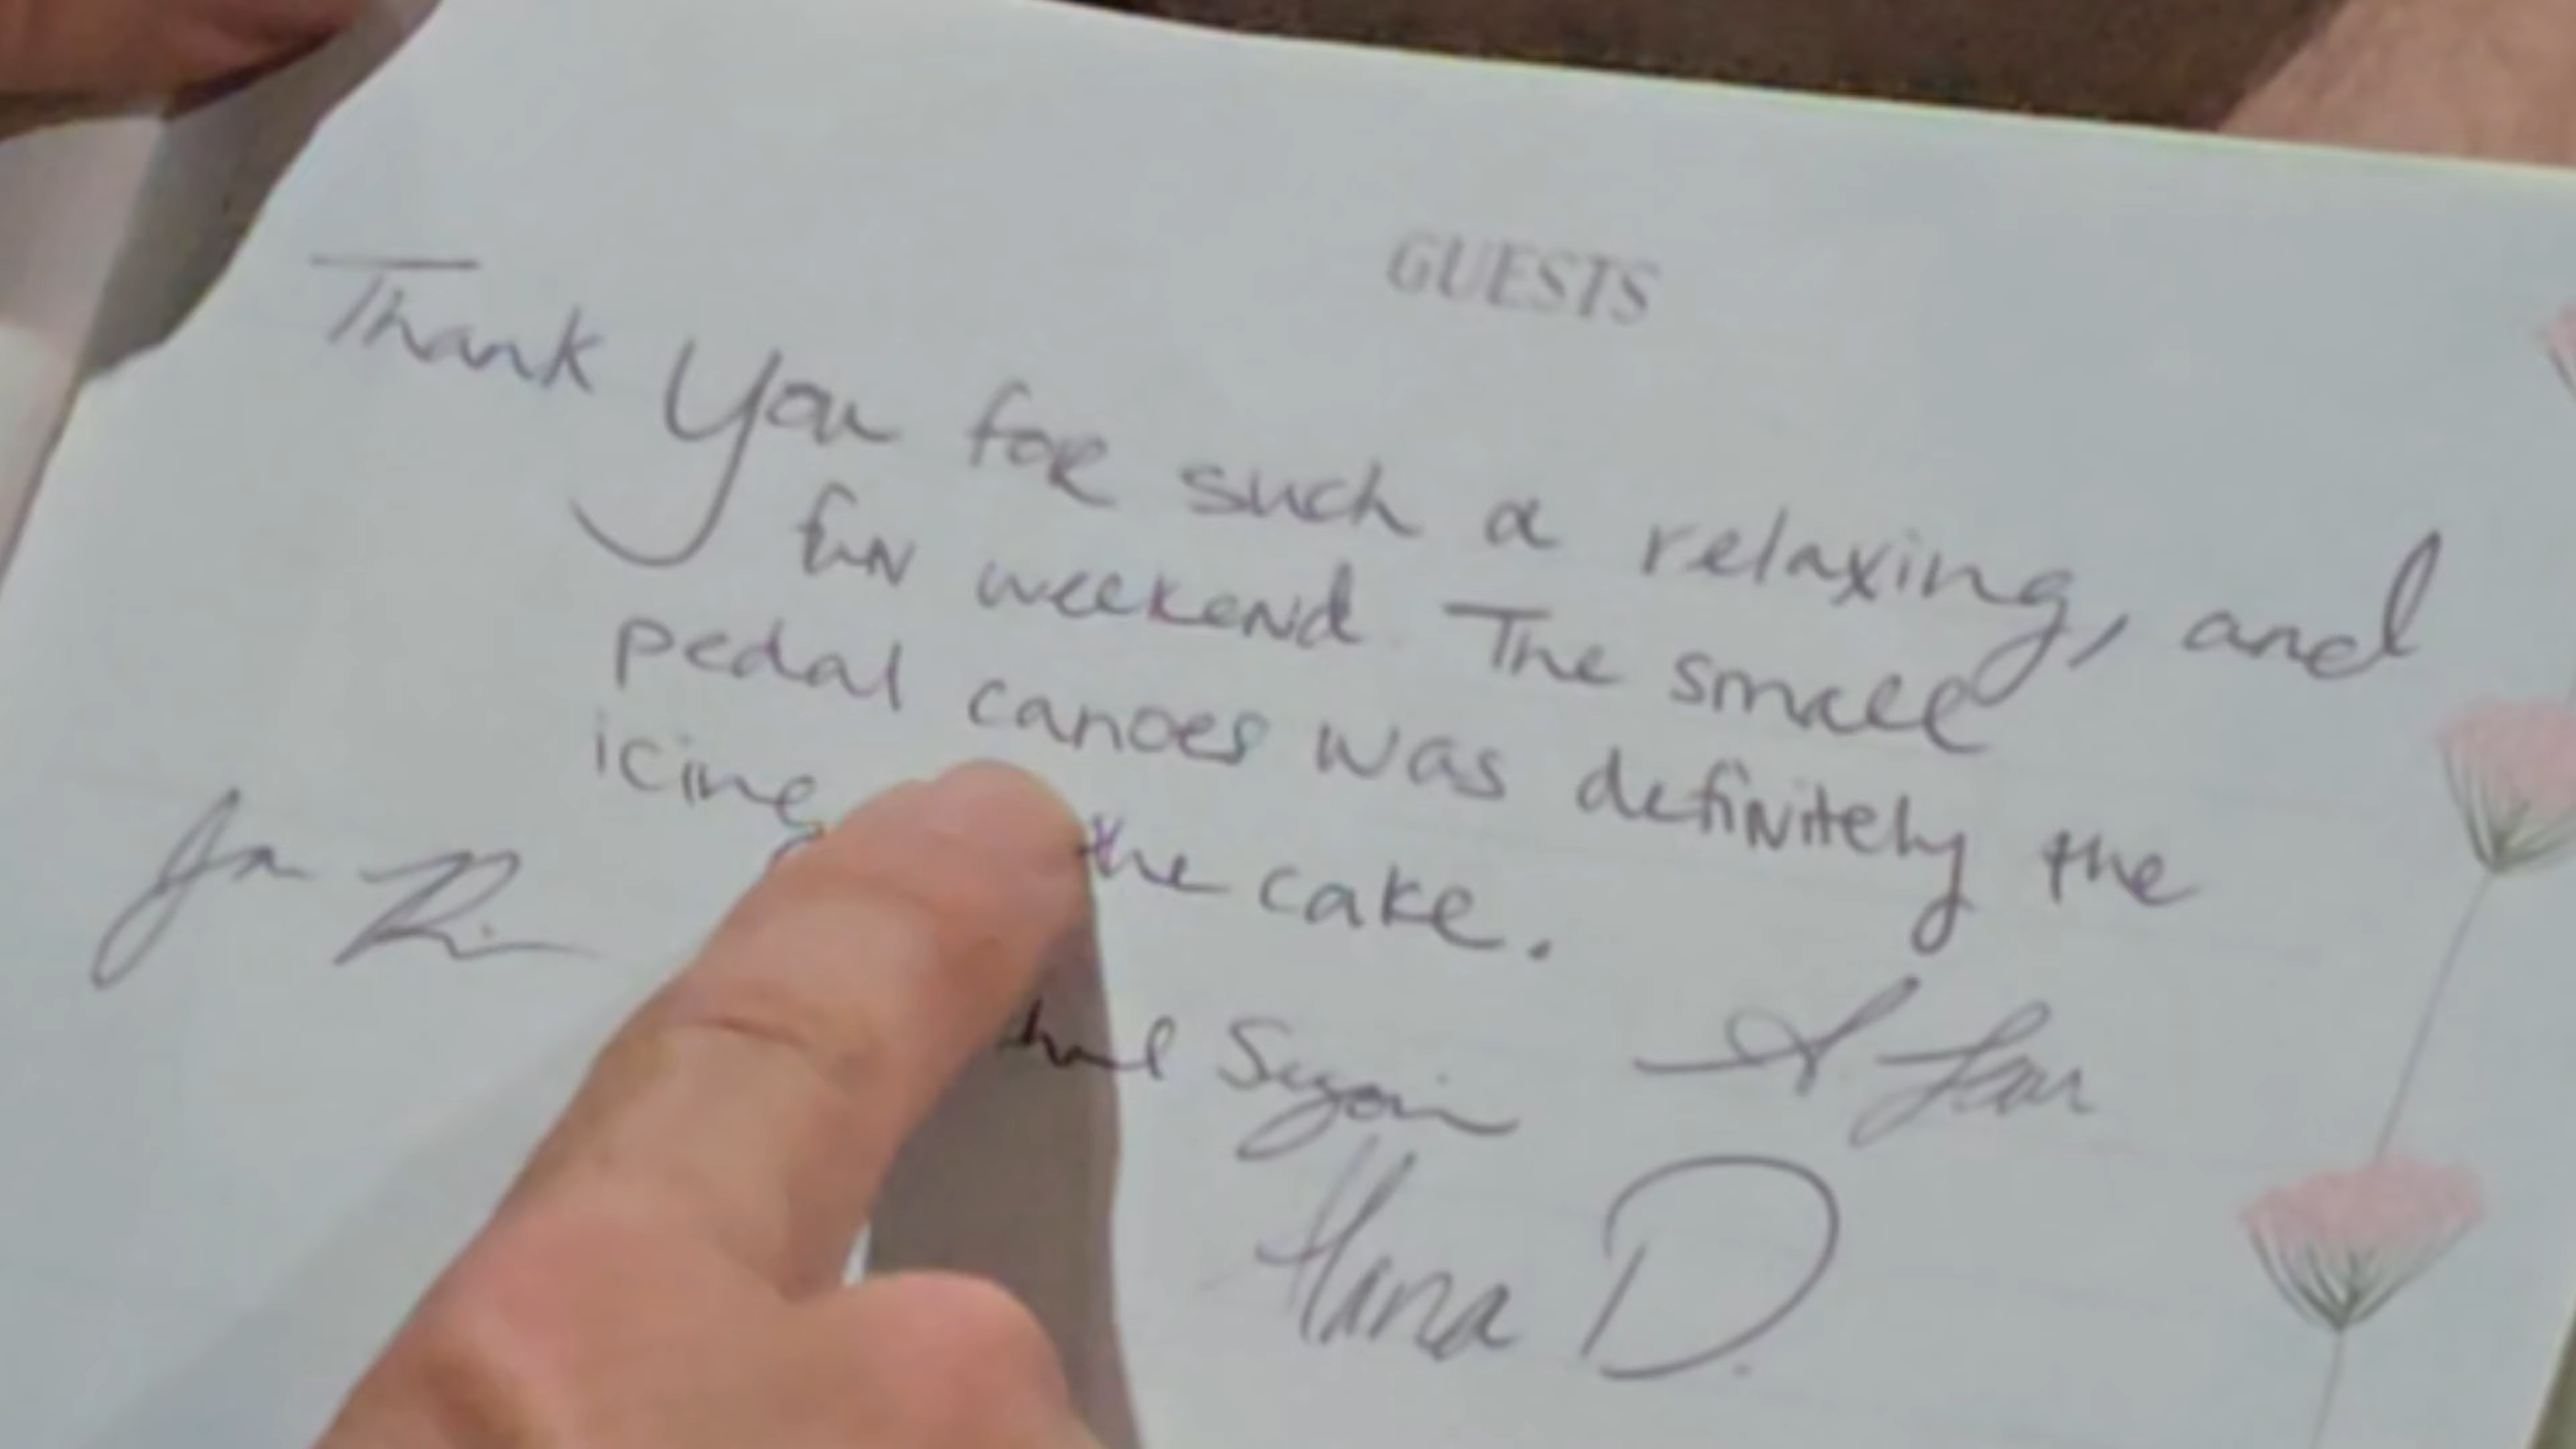 GUESTS
Thank You for such a relaxing, and
fun weekend. The small
pedal canoes was definitely the
icing the cake.
Hana D.